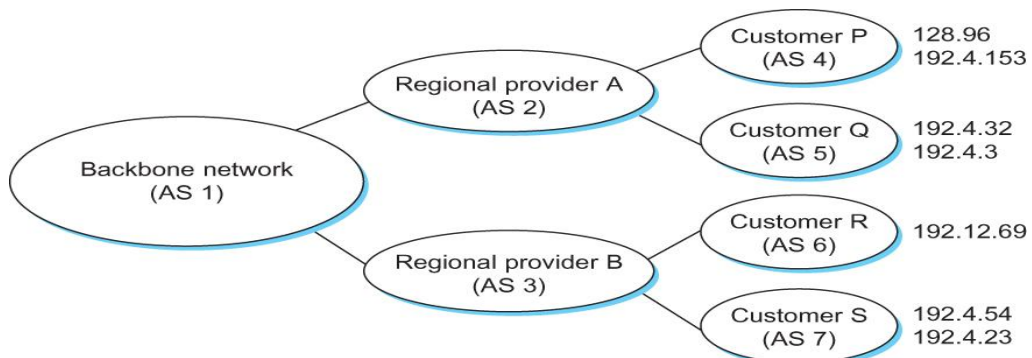 Backbone network
(AS 1)
Regional provider A
(AS 2)
Regional provider B
(AS 3)
Customer P
(AS 4)
128.96
192.4.153
Customer Q
(AS 5)
192.4.32
192.4.3
Customer R
(AS 6)
192.12.69
Customer S
(AS 7)
192.4.54
192.4.23